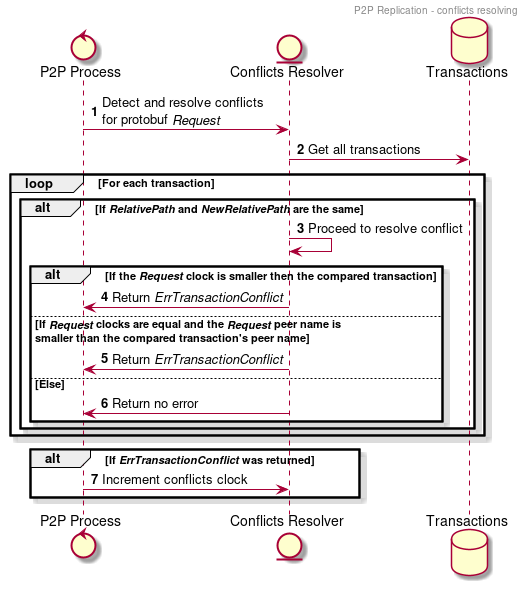 P2P Replication - conflicts resolving
P2P Process
Conflicts Resolver
Transactions
1 Detect and resolve conflicts
for protobuf Request
2 Get all transactions
loop [For each transaction]
alt [If RelativePath and NewRelativePath are the same]
3 Proceed to resolve conflict
alt [If the Request clock is smaller then the compared transaction]
4 Return ErrTransactionConflict
[If Request clocks are equal and the Request peer name is
smaller than the compared transaction's peer name]
5 Return ErrTransactionConflict
[Else]
6 Return no error
alt [If ErrTransactionConflict was returned]
7 Increment conflicts clock
P2P Process
Conflicts Resolver
Transactions